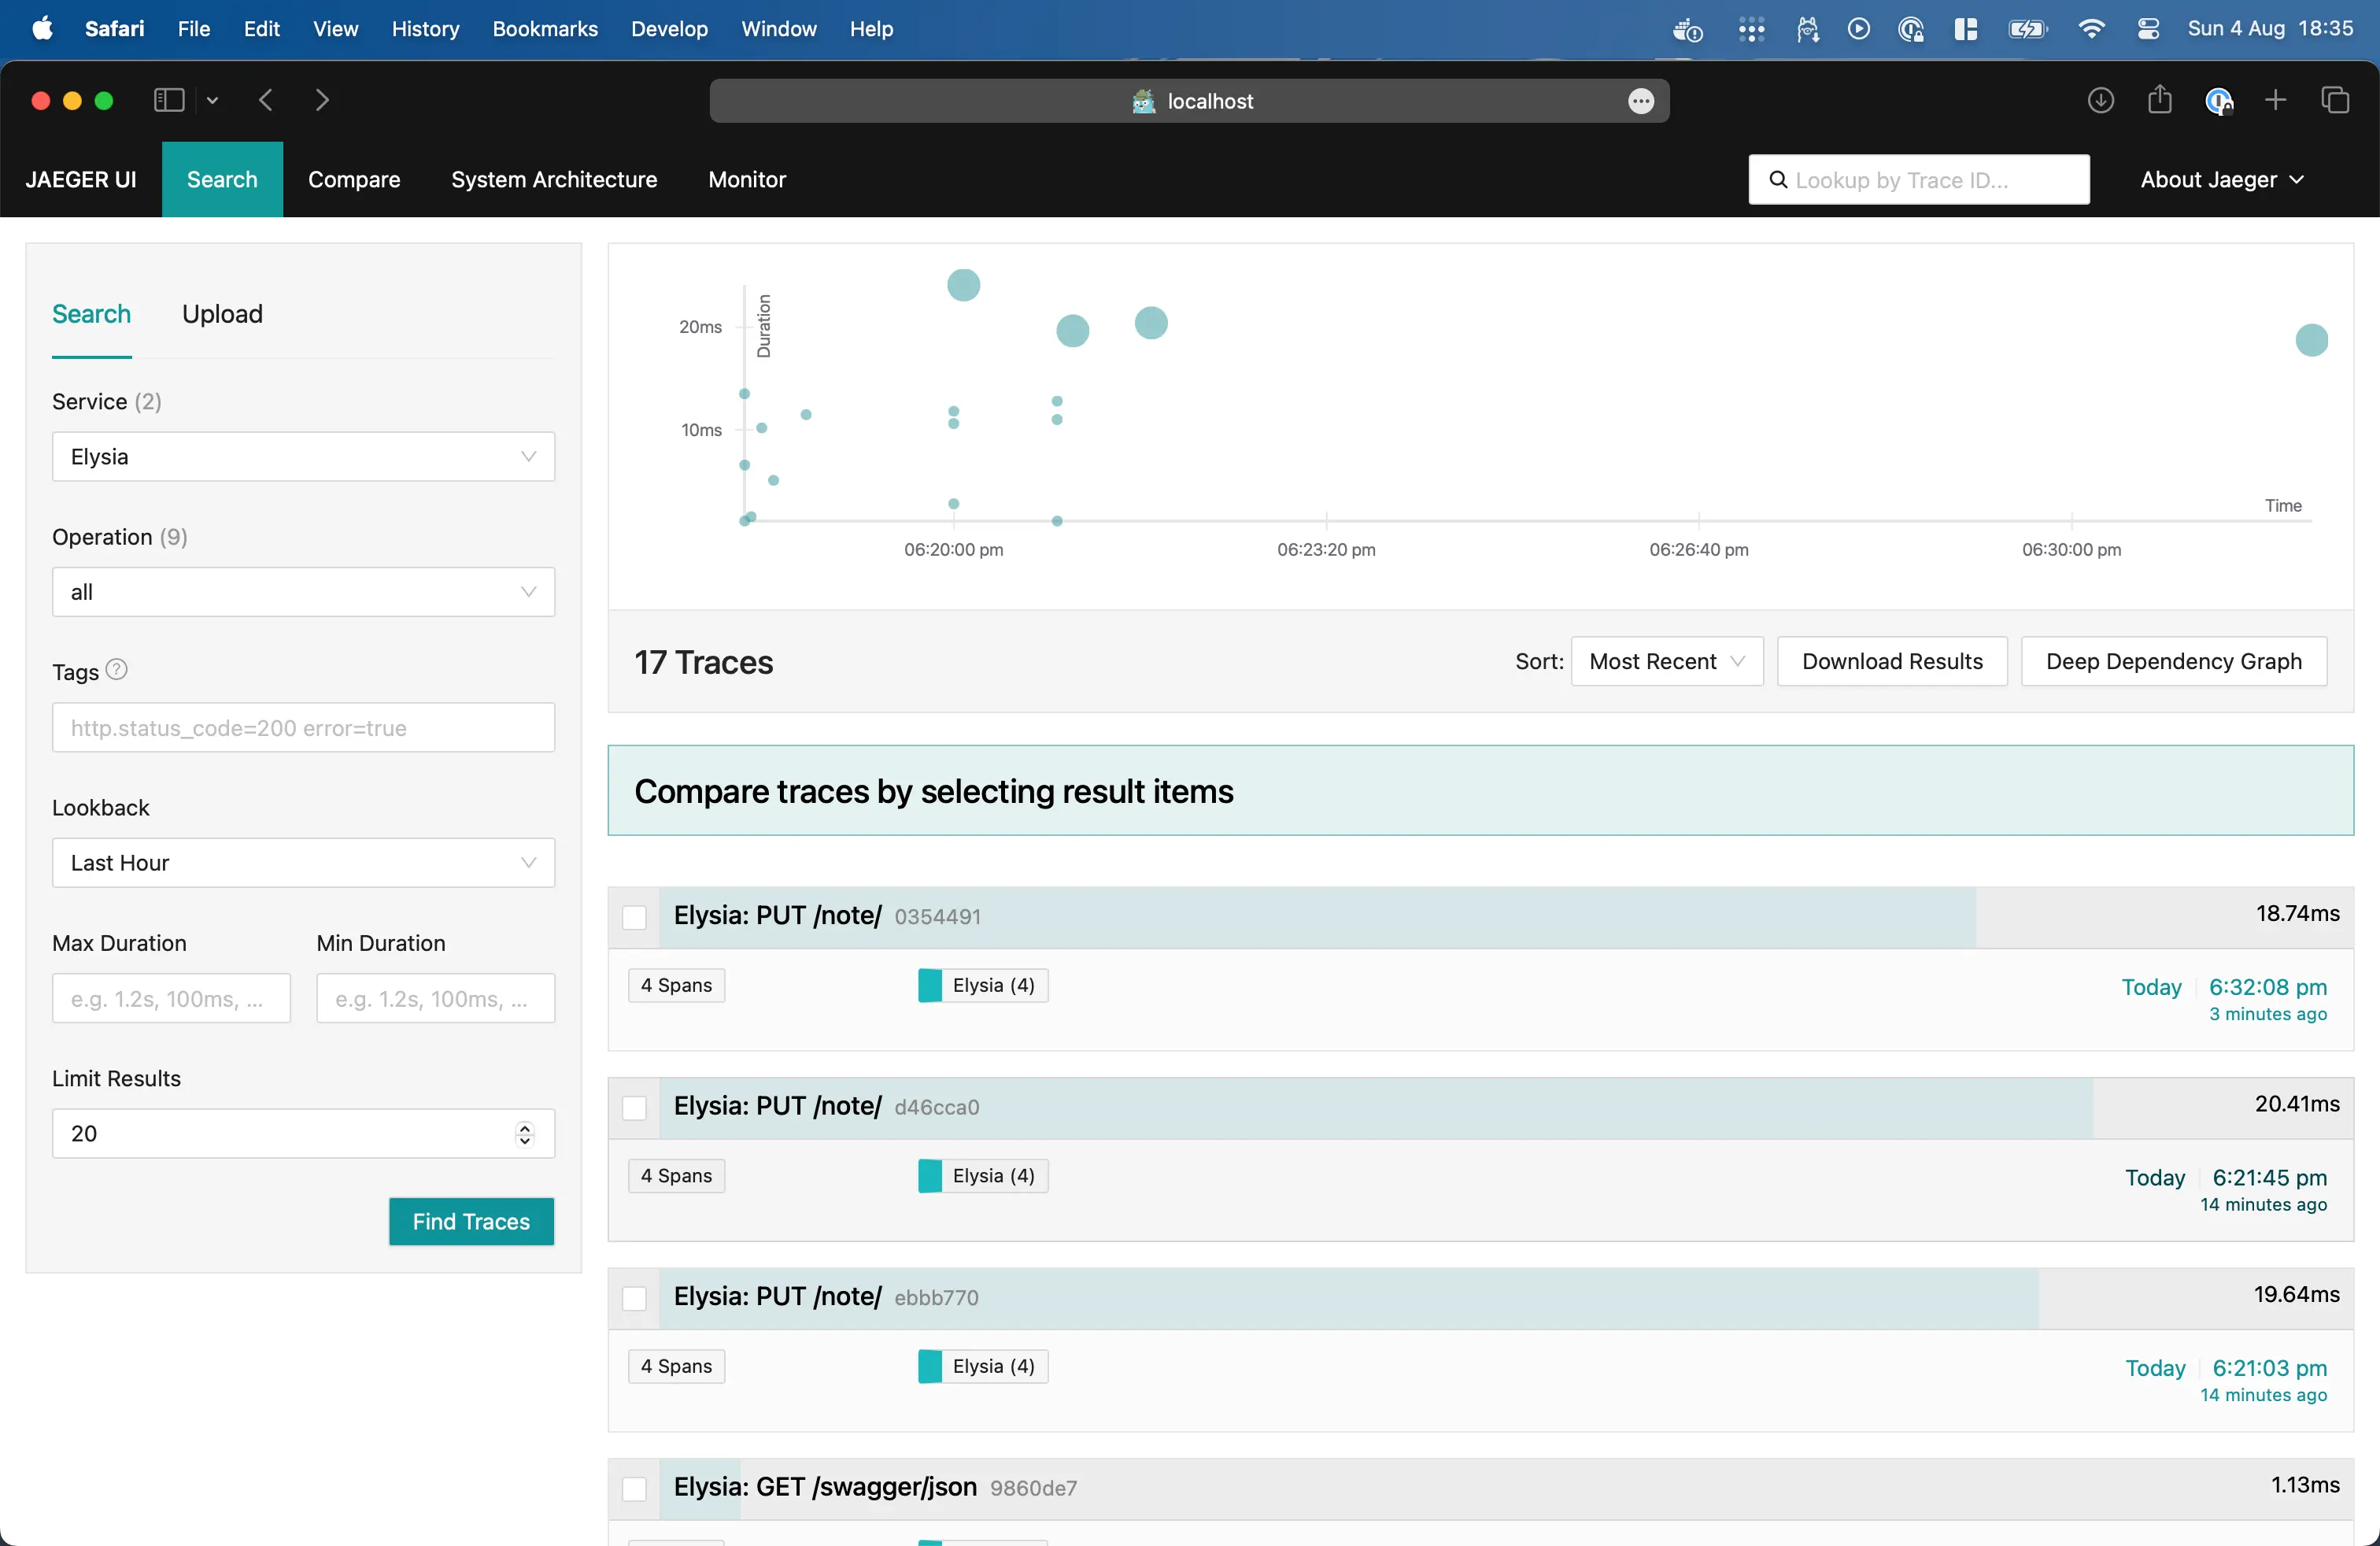 Safari File Edit View History Bookmarks Develop Window Help Sun 4 Aug 18:35
localhost
JAEGER UI Search Compare System Architecture Monitor Lookup by Trace ID... About Jaeger
Search Upload
Service (2)
Elysia
Operation (9)
all
Tags
http.status_code=200 error=true
Lookback
Last Hour
Max Duration Min Duration
e.g. 1.2s, 100ms, ... e.g. 1.2s, 100ms, ...
Limit Results
20
Find Traces
Duration
20ms
10ms
Time
06:20:00 pm 06:23:20 pm 06:26:40 pm 06:30:00 pm
17 Traces Sort: Most Recent Download Results Deep Dependency Graph
Compare traces by selecting result items
Elysia: PUT /note/ 0354491 18.74ms
4 Spans Elysia (4) Today 6:32:08 pm
3 minutes ago
Elysia: PUT /note/ d46cca0 20.41ms
4 Spans Elysia (4) Today 6:21:45 pm
14 minutes ago
Elysia: PUT /note/ ebbb770 19.64ms
4 Spans Elysia (4) Today 6:21:03 pm
14 minutes ago
Elysia: GET /swagger/json 9860de7 1.13ms